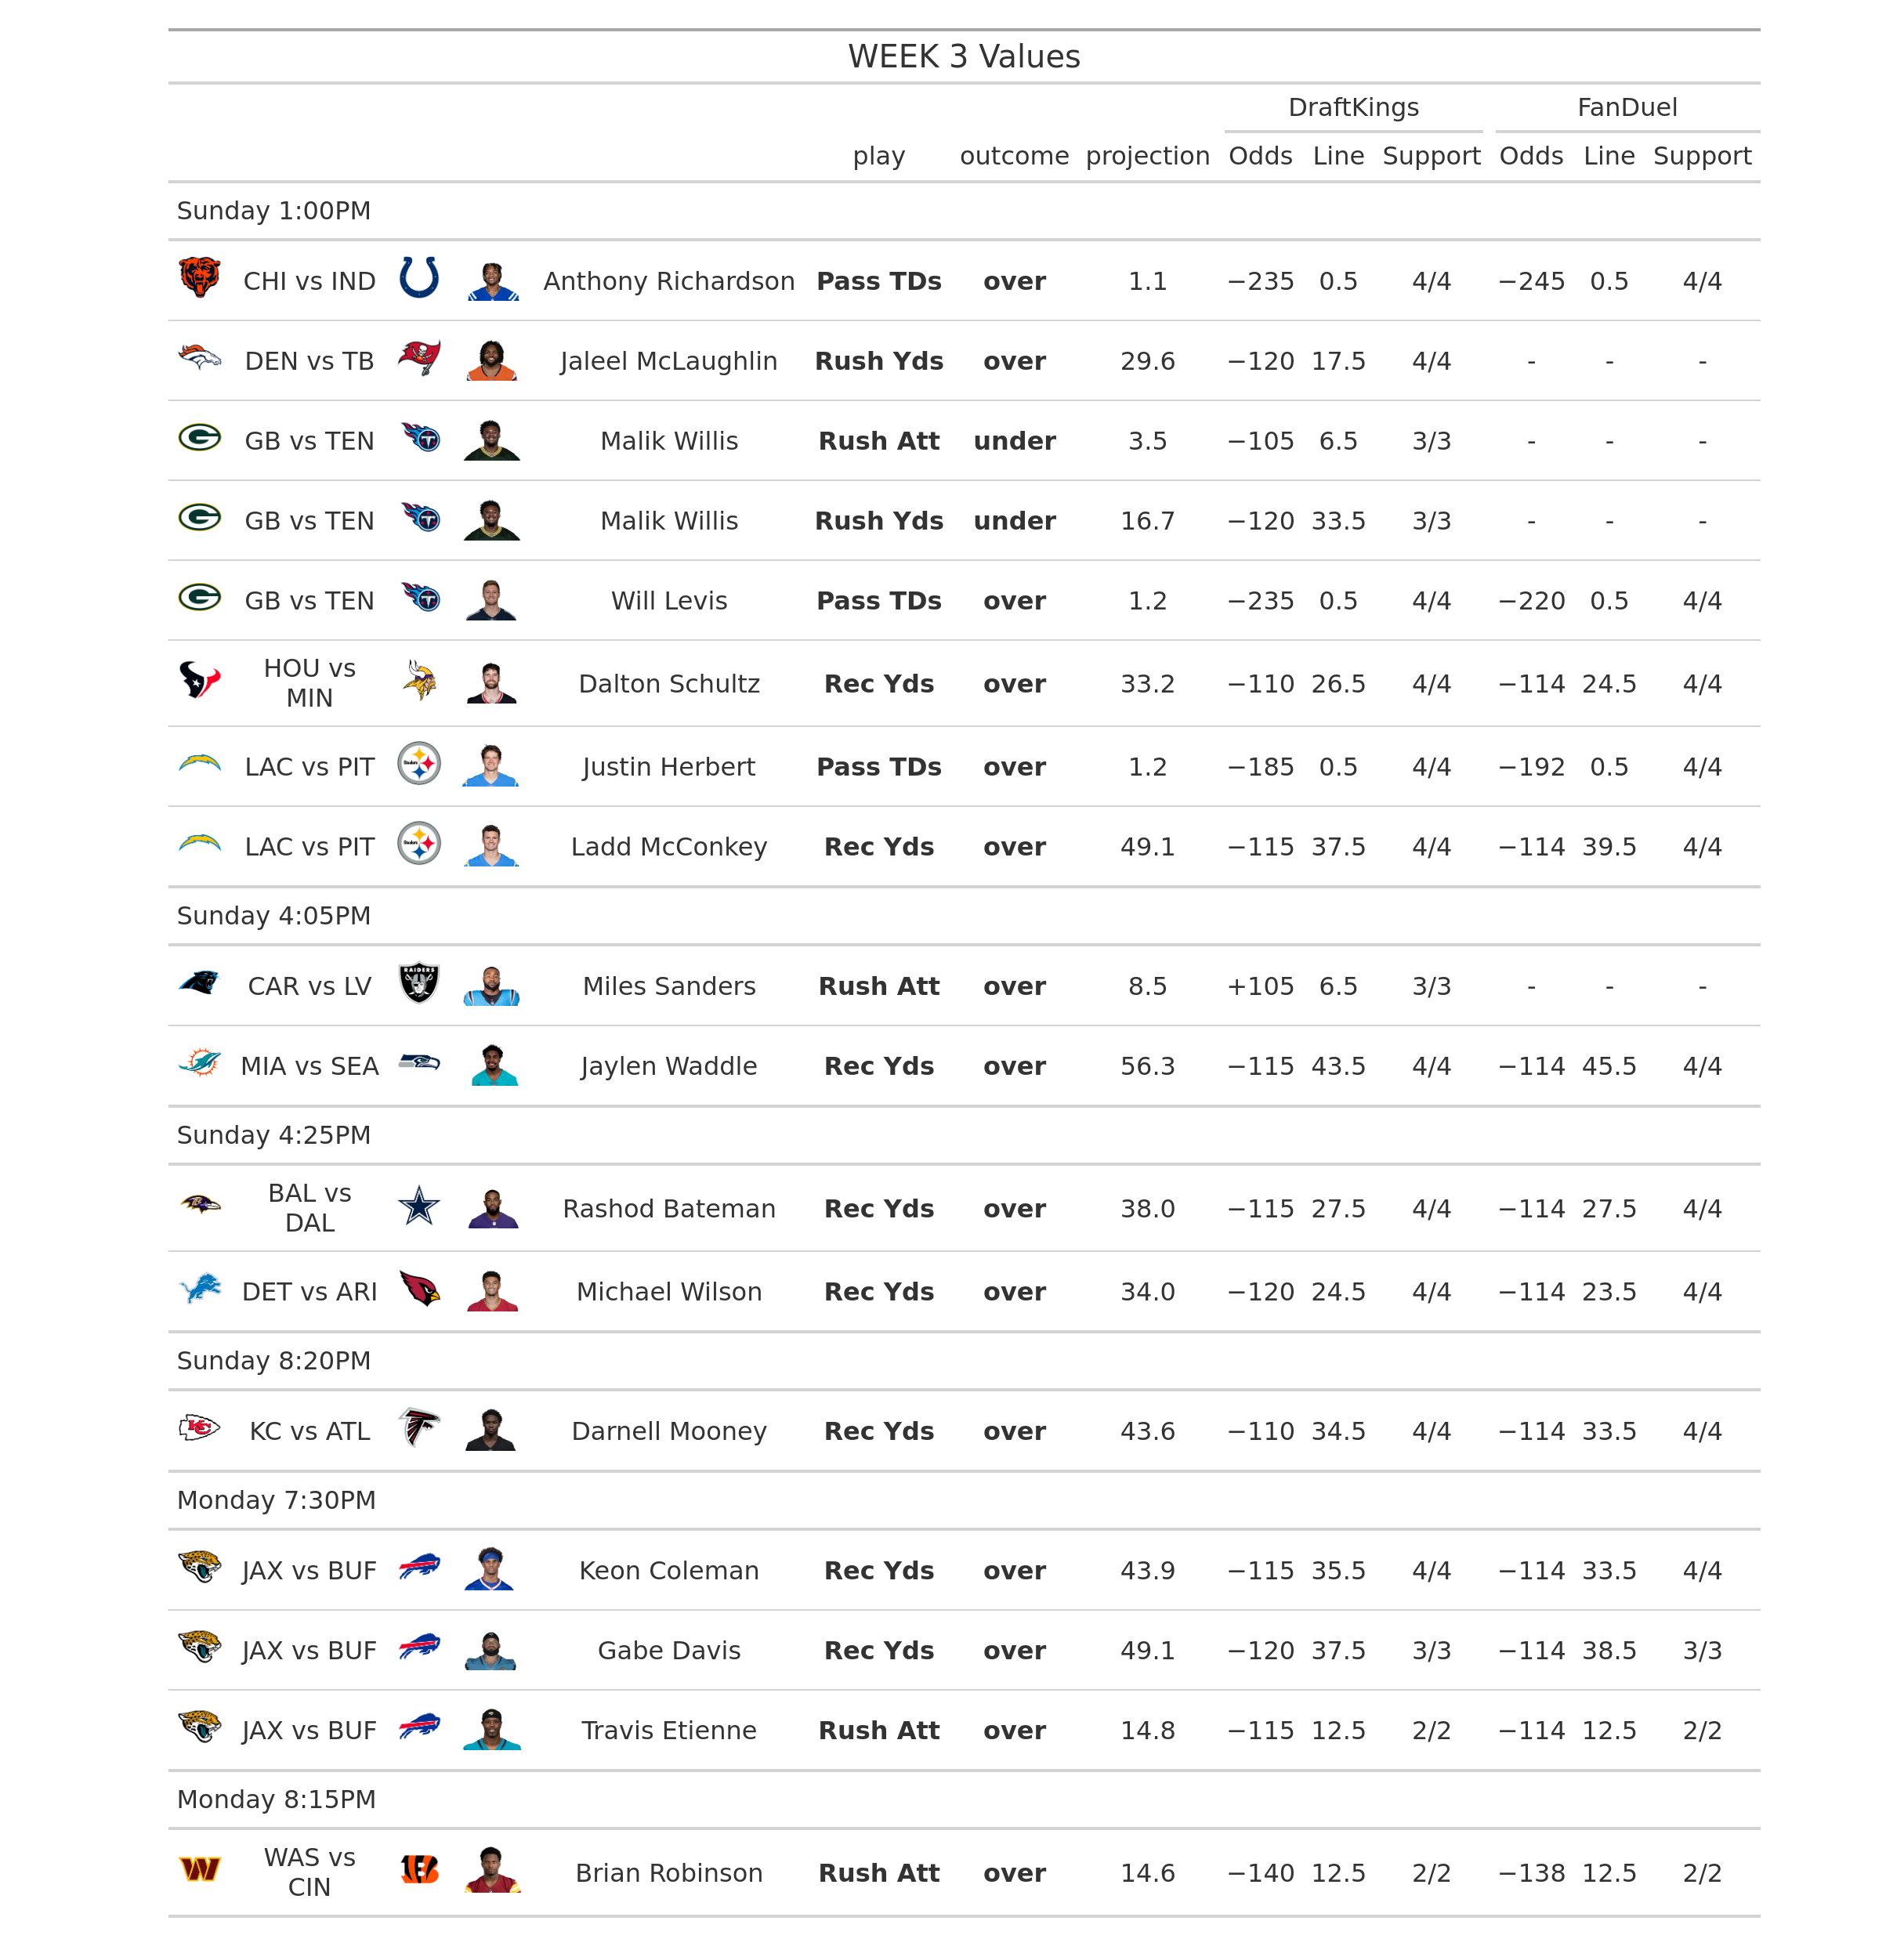 WEEK 3 Values
DraftKings FanDuel
play outcome projection Odds Line Support Odds Line Support
Sunday 1:00PM
CHI vs IND Anthony Richardson Pass TDs over 1.1 −235 0.5 4/4 −245 0.5 4/4
DEN vs TB Jaleel McLaughlin Rush Yds over 29.6 −120 17.5 4/4 - - -
GB vs TEN Malik Willis Rush Att under 3.5 −105 6.5 3/3 - - -
GB vs TEN Malik Willis Rush Yds under 16.7 −120 33.5 3/3 - - -
GB vs TEN Will Levis Pass TDs over 1.2 −235 0.5 4/4 −220 0.5 4/4
HOU vs
MIN Dalton Schultz Rec Yds over 33.2 −110 26.5 4/4 −114 24.5 4/4
LAC vs PIT Justin Herbert Pass TDs over 1.2 −185 0.5 4/4 −192 0.5 4/4
LAC vs PIT Ladd McConkey Rec Yds over 49.1 −115 37.5 4/4 −114 39.5 4/4
Sunday 4:05PM
CAR vs LV Miles Sanders Rush Att over 8.5 +105 6.5 3/3 - - -
MIA vs SEA Jaylen Waddle Rec Yds over 56.3 −115 43.5 4/4 −114 45.5 4/4
Sunday 4:25PM
BAL vs
DAL Rashod Bateman Rec Yds over 38.0 −115 27.5 4/4 −114 27.5 4/4
DET vs ARI Michael Wilson Rec Yds over 34.0 −120 24.5 4/4 −114 23.5 4/4
Sunday 8:20PM
KC vs ATL Darnell Mooney Rec Yds over 43.6 −110 34.5 4/4 −114 33.5 4/4
Monday 7:30PM
JAX vs BUF Keon Coleman Rec Yds over 43.9 −115 35.5 4/4 −114 33.5 4/4
JAX vs BUF Gabe Davis Rec Yds over 49.1 −120 37.5 3/3 −114 38.5 3/3
JAX vs BUF Travis Etienne Rush Att over 14.8 −115 12.5 2/2 −114 12.5 2/2
Monday 8:15PM
WAS vs
CIN Brian Robinson Rush Att over 14.6 −140 12.5 2/2 −138 12.5 2/2